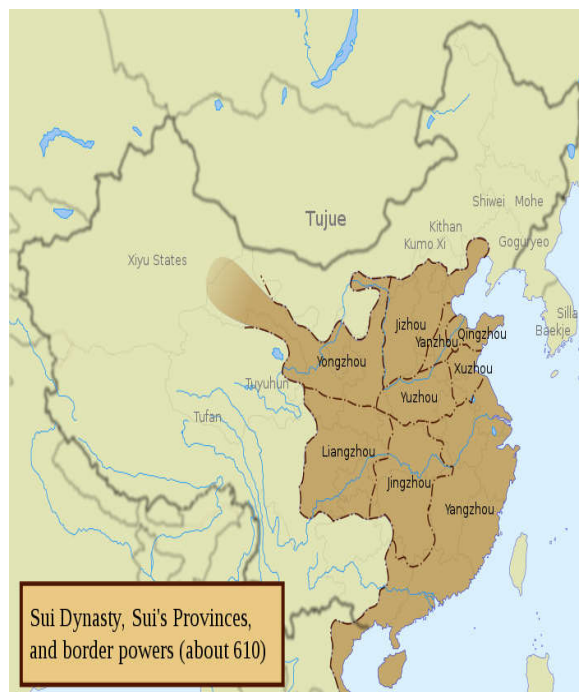 Shiwei
Mohe
Tujue
Kithan
Kumo Xi
Goguryeo
Xiyu States
Silla
Baekje
Jizhou
Qingzhou
Yanzhou
Yongzhou
Xuzhou
Tuyuhun
Yuzhou
Tufan
Liangzhou
Jingzhou
Yangzhou
Sui Dynasty, Sui's Provinces,
and border powers (about 610)